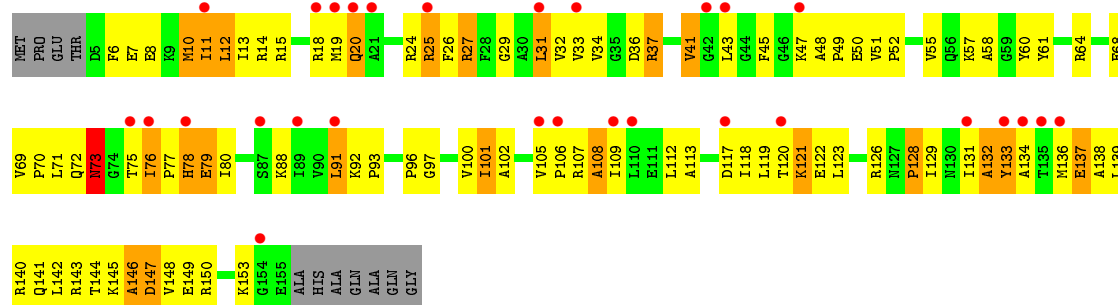 MET PRO GLU THR D5 F6 E7 E8 K9 M10 I11 L12 I13 R14 R15 R18 M19 Q20 A21 R24 R25 F26 R27 F28 G29 A30 L31 V32 V33 V34 G35 D36 R37 V41 G42 L43 G44 F45 G46 K47 A48 P49 E50 V51 P52 V55 Q56 K57 A58 G59 Y60 Y61 R64 E68
V69 P70 L71 Q72 N73 G74 T75 I76 P77 H78 E79 I80 S87 K88 I89 V90 L91 K92 P93 P96 G97 V100 I101 A102 V105 P106 R107 A108 I109 L110 E111 L112 A113 D117 I118 L119 T120 K121 E122 L123 R126 N127 P128 I129 N130 I131 A132 Y133 A134 T135 M136 E137 A138 L139
R140 Q141 L142 R143 T144 K145 A146 D147 V148 E149 R150 K153 G154 E155 ALA HIS ALA GLN ALA GLN GLY